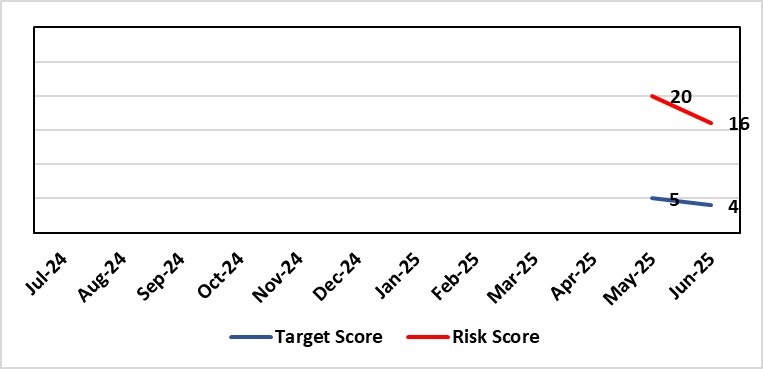 20
16
5
4
Jul-24 Aug-24 Sep-24 Oct-24 Nov-24 Dec-24 Jan-25 Feb-25 Mar-25 Apr-25 May-25 Jun-25
Target Score Risk Score